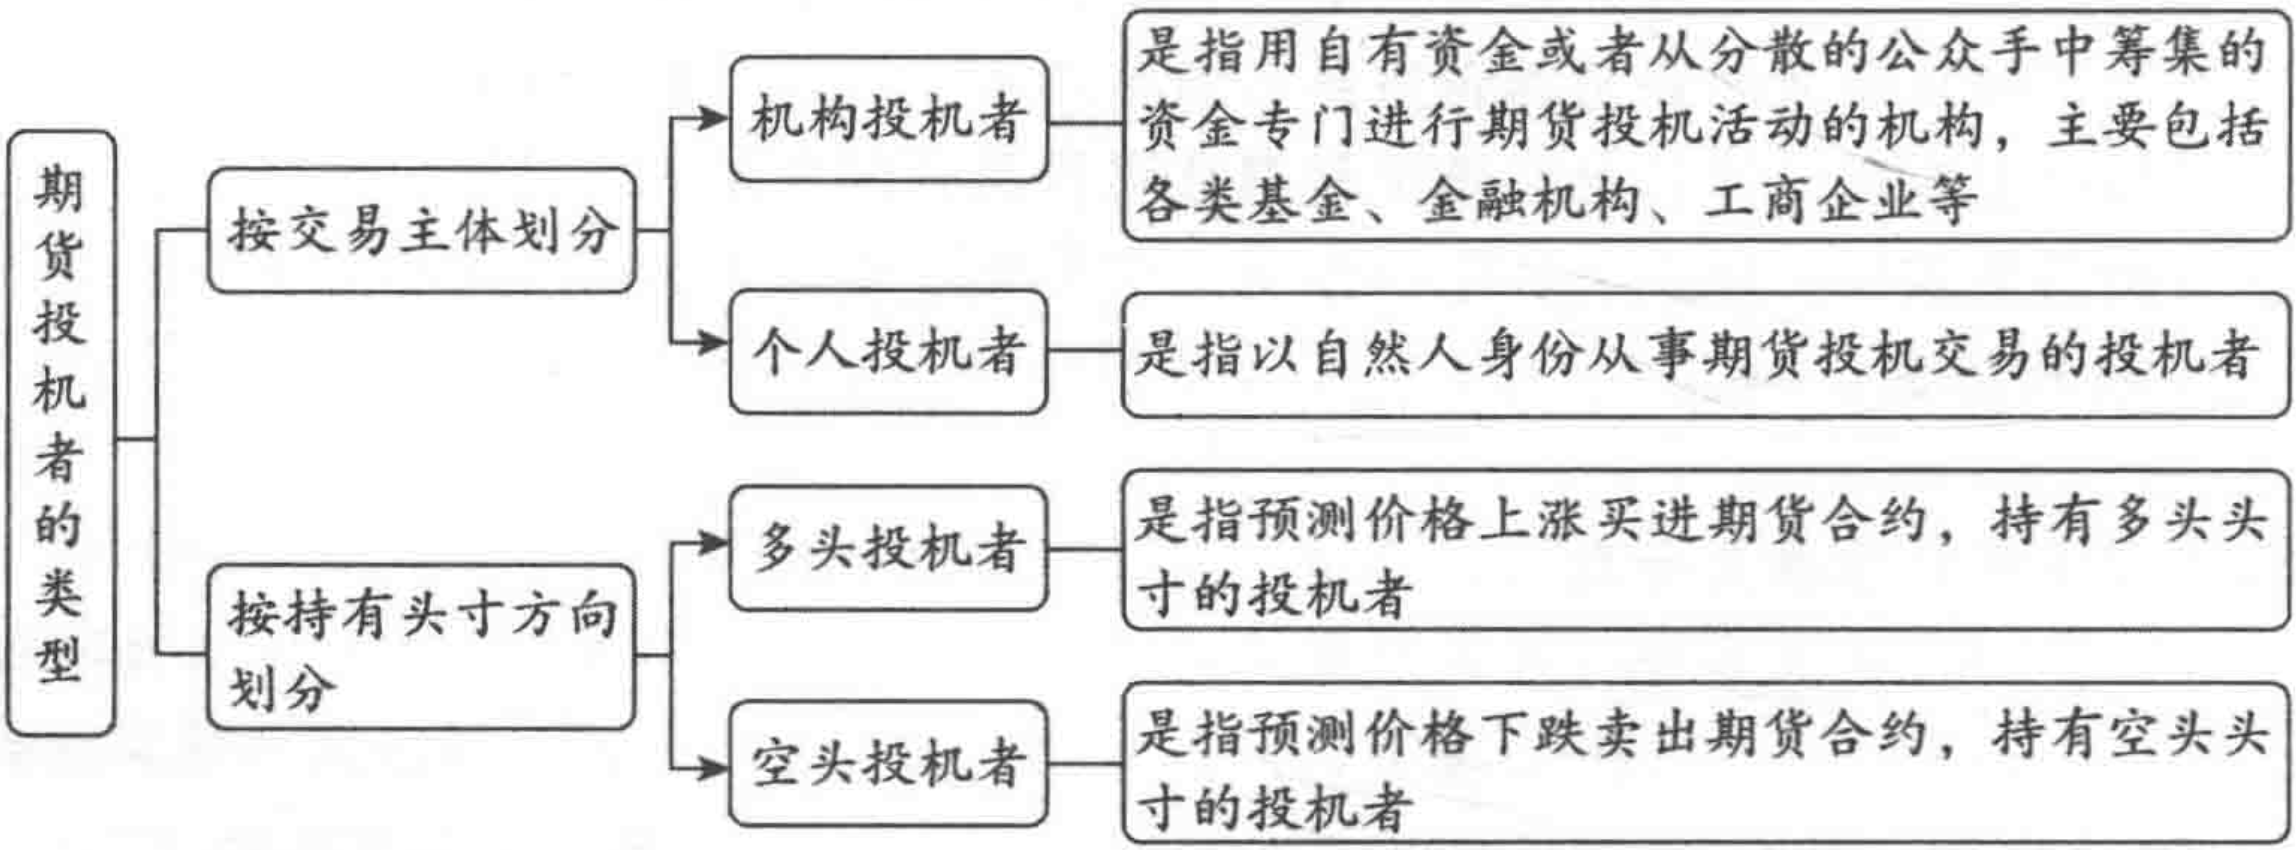 期货投机者的类型
按交易主体划分
机构投机者
是指用自有资金或者从分散的公众手中筹集的
资金专门进行期货投机活动的机构，主要包括
各类基金、金融机构、工商企业等
个人投机者
是指以自然人身份从事期货投机交易的投机者
按持有头寸方向
划分
多头投机者
是指预测价格上涨买进期货合约，持有多头头
寸的投机者
空头投机者
是指预测价格下跌卖出期货合约，持有空头头
寸的投机者